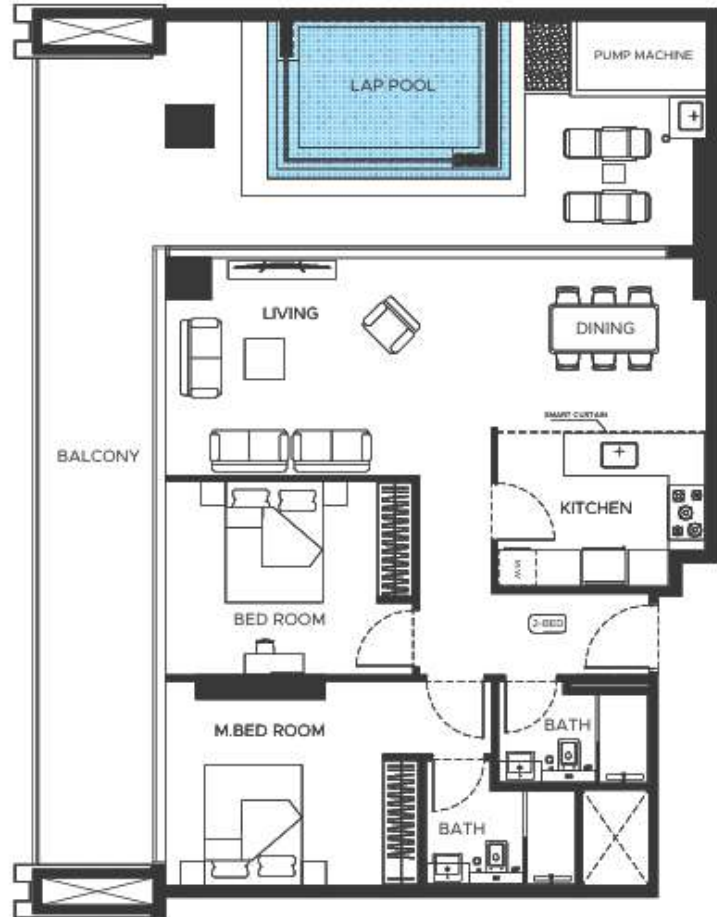 PUMP MACHINE
LAP POOL
LIVING
DINING
SMART CURTAIN
BALCONY
KITCHEN
BED ROOM
2-BED
M.BED ROOM
BATH
BATH